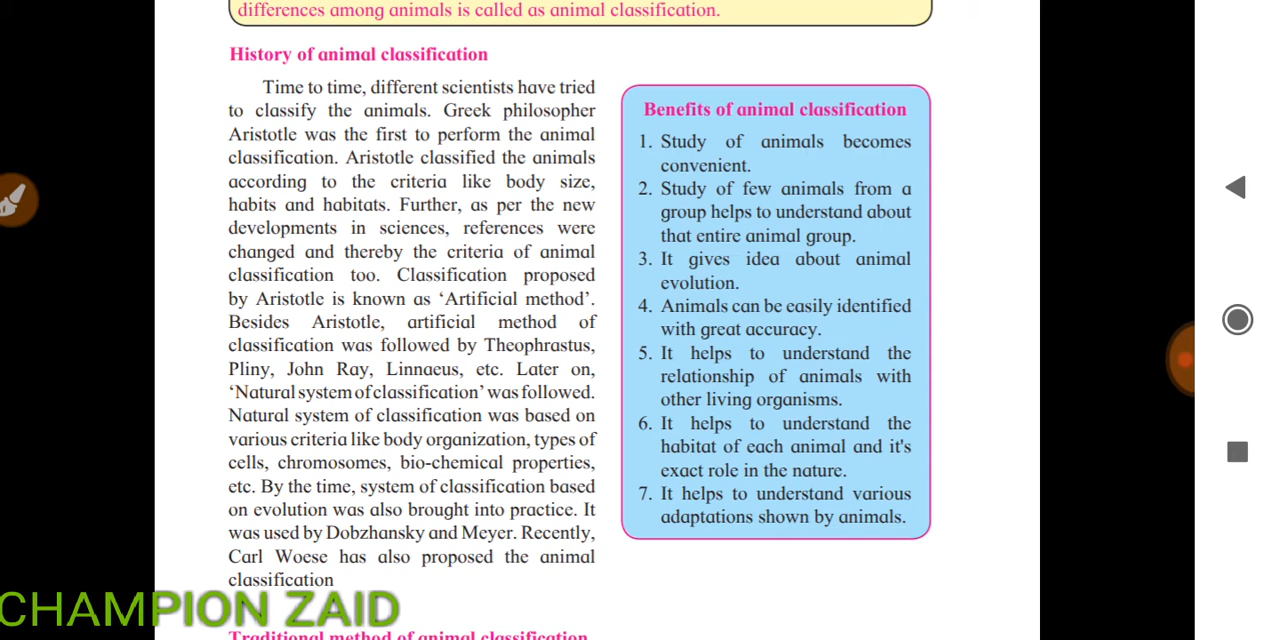 differences among animals is called as animal classification.
History of animal classification
Time to time, different scientists have tried
to classify the animals. Greek philosopher
Aristotle was the first to perform the animal
classification. Aristotle classified the animals
according to the criteria like body size,
habits and habitats. Further, as per the new
developments in sciences, references were
changed and thereby the criteria of animal
classification too. Classification proposed
by Aristotle is known as ‘Artificial method’.
Besides Aristotle, artificial method of
classification was followed by Theophrastus,
Pliny, John Ray, Linnaeus, etc. Later on,
‘Natural system of classification’ was followed.
Natural system of classification was based on
various criteria like body organization, types of
cells, chromosomes, bio-chemical properties,
etc. By the time, system of classification based
on evolution was also brought into practice. It
was used by Dobzhansky and Meyer. Recently,
Carl Woese has also proposed the animal
classification
Benefits of animal classification
1. Study of animals becomes
convenient.
2. Study of few animals from a
group helps to understand about
that entire animal group.
3. It gives idea about animal
evolution.
4. Animals can be easily identified
with great accuracy.
5. It helps to understand the
relationship of animals with
other living organisms.
6. It helps to understand the
habitat of each animal and it's
exact role in the nature.
7. It helps to understand various
adaptations shown by animals.
CHAMPION ZAID
Traditional method of animal classification